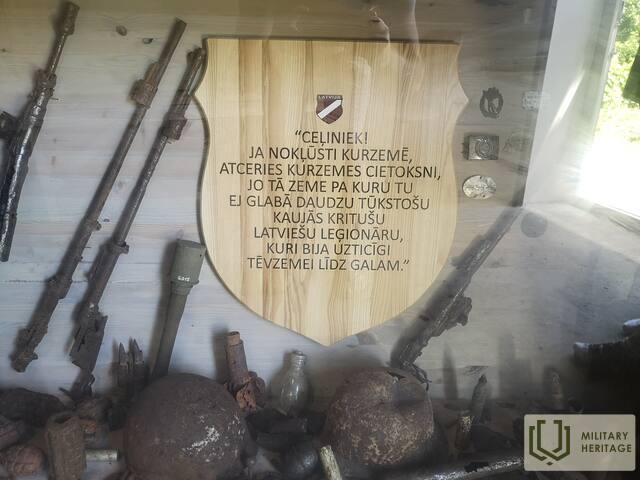 LATVIJA
“CEĻINIEK!
JA NOKĻŪSTI KURZEMĒ,
ATCERIES KURZEMES CIETOKSNI,
JO TĀ ZEME PA KURU TU
EJ GLABĀ DAUDZU TŪKSTOŠU
KAUJĀS KRITUŠU
LATVIEŠU LEĢIONĀRU,
KURI BIJA UZTICĪGI
TĒVZEMEI LĪDZ GALAM.”
MILITARY
HERITAGE